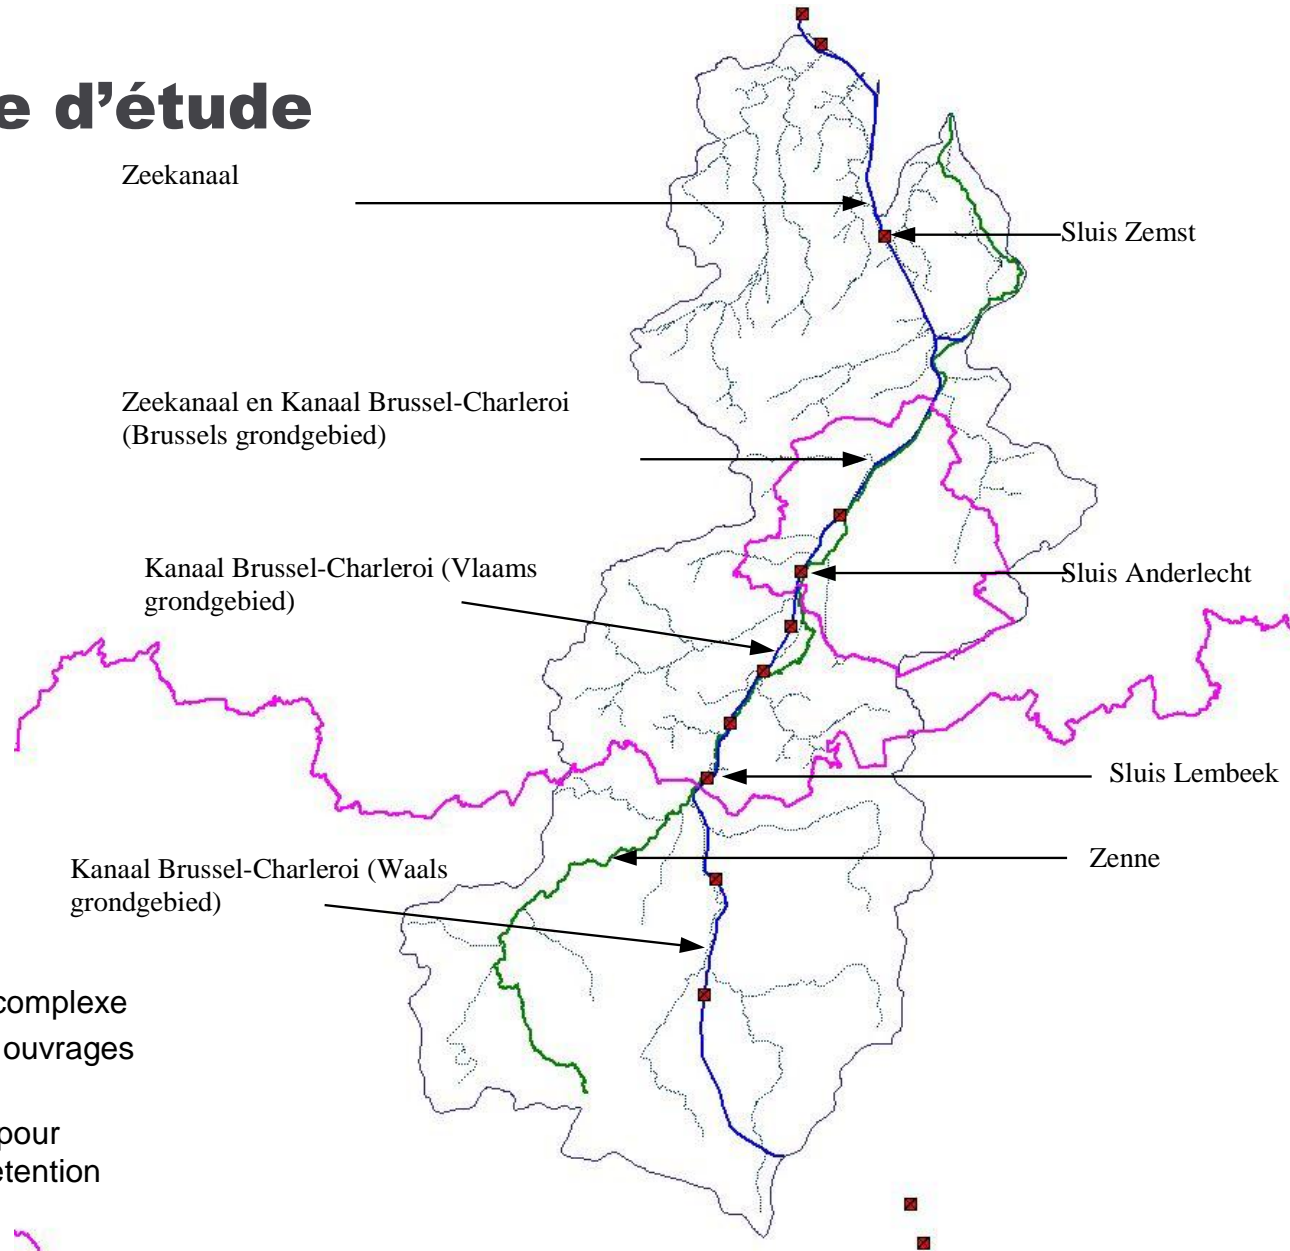 e d'étude
Zeekanaal
Sluis Zemst
Zeekanaal en Kanaal Brussel-Charleroi
(Brussels grondgebied)
Kanaal Brussel-Charleroi (Vlaams
grondgebied)
Sluis Anderlecht
Sluis Lembeek
Zenne
Kanaal Brussel-Charleroi (Waals
grondgebied)
complexe
ouvrages
pour
étention